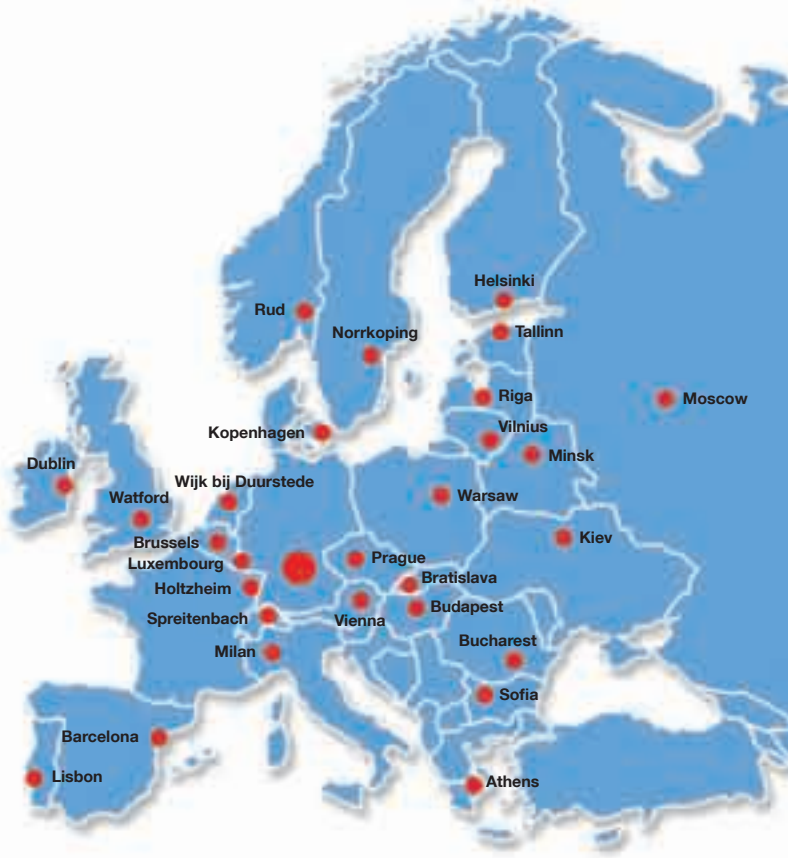 Helsinki
Rud
Tallinn
Norrkoping
Riga
Moscow
Kopenhagen
Vilnius
Minsk
Dublin
Wijk bij Duurstede
Watford
Warsaw
Brussels
Kiev
Luxembourg
Prague
Holtzheim
Bratislava
Spreitenbach
Vienna
Budapest
Milan
Bucharest
Sofia
Barcelona
Lisbon
Athens